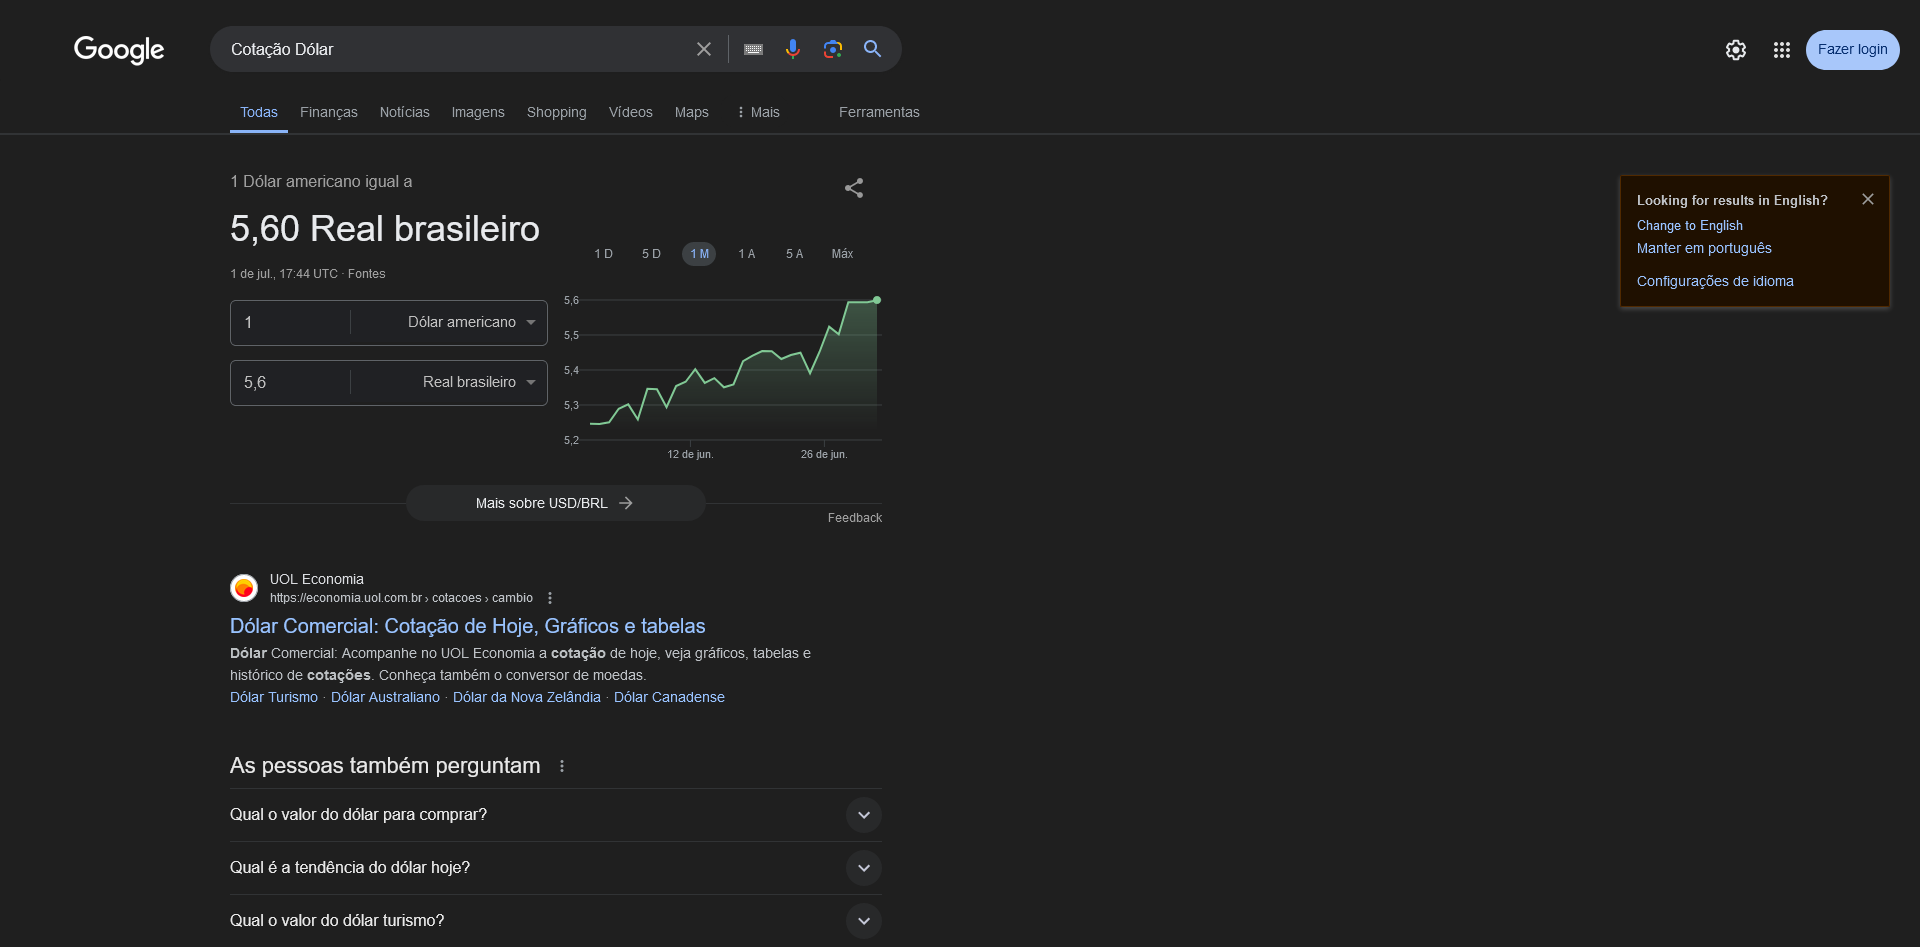 Google
Cotação Dólar
Fazer login
Todas
Finanças
Notícias
Imagens
Shopping
Vídeos
Maps
Mais
Ferramentas
1 Dólar americano igual a
5,60 Real brasileiro
1 de jul., 17:44 UTC · Fontes
1 Dólar americano
5,6 Real brasileiro
1 D
5 D
1 M
1 A
5 A
Máx
5,6
5,5
5,4
5,3
5,2
12 de jun.
26 de jun.
Mais sobre USD/BRL
Feedback
Looking for results in English?
Change to English
Manter em português
Configurações de idioma
UOL Economia
https://economia.uol.com.br › cotacoes › cambio
Dólar Comercial: Cotação de Hoje, Gráficos e tabelas
Dólar Comercial: Acompanhe no UOL Economia a cotação de hoje, veja gráficos, tabelas e
histórico de cotações. Conheça também o conversor de moedas.
Dólar Turismo · Dólar Australiano · Dólar da Nova Zelândia · Dólar Canadense
As pessoas também perguntam
Qual o valor do dólar para comprar?
Qual é a tendência do dólar hoje?
Qual o valor do dólar turismo?